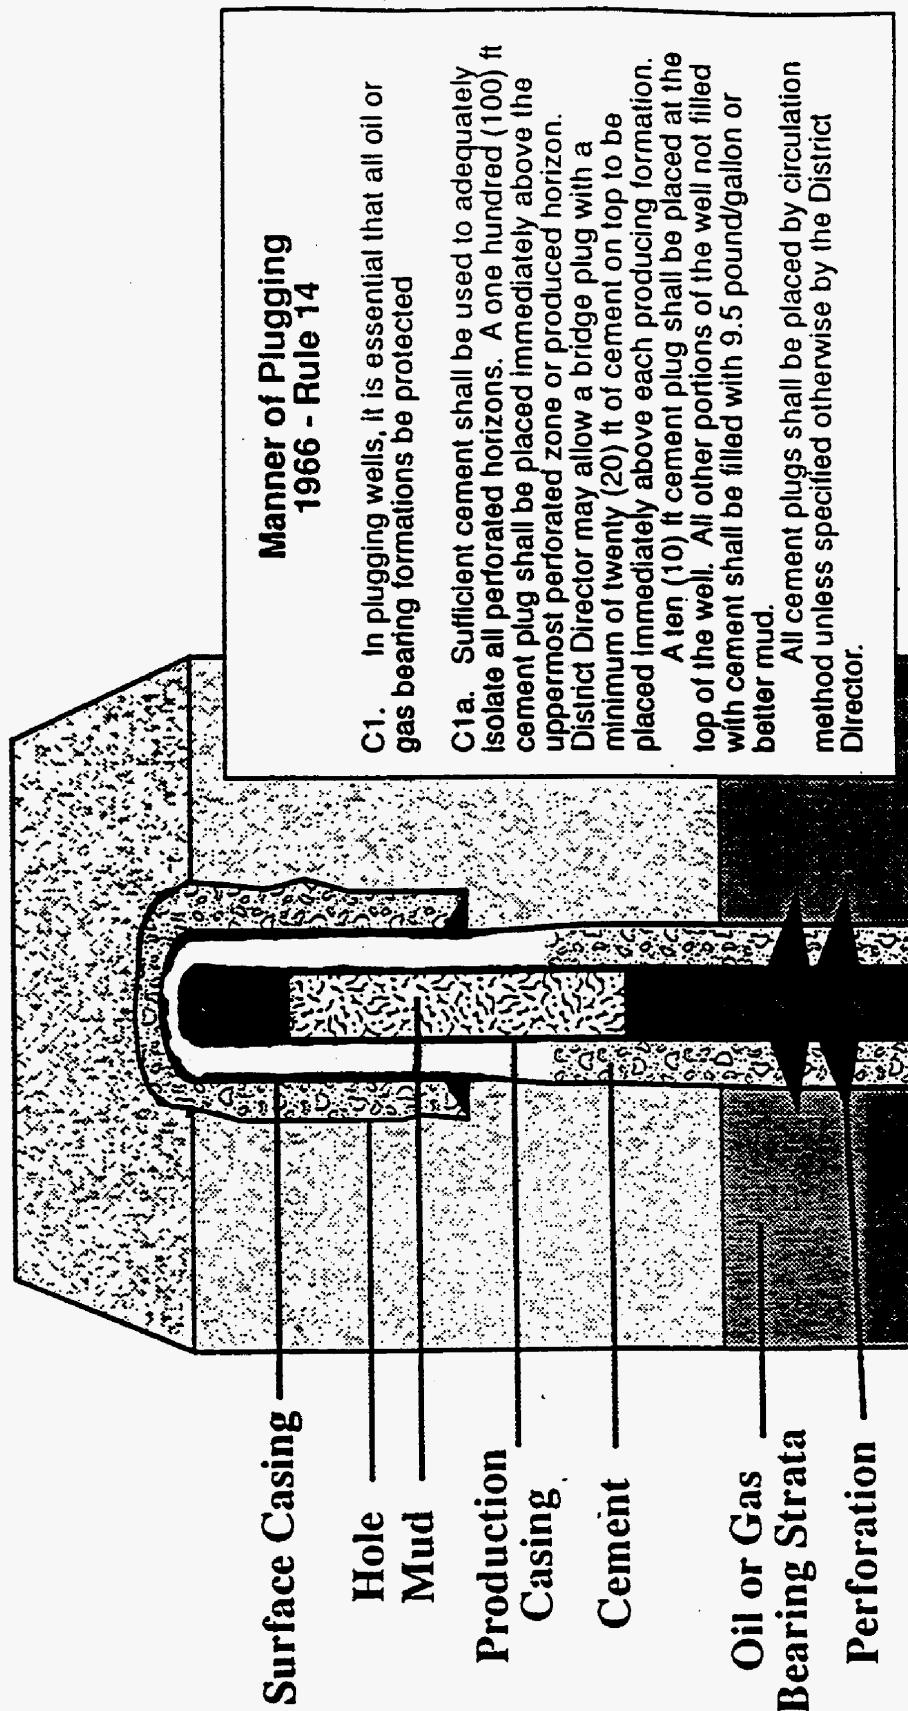 Manner of Plugging
1966 - Rule 14
C1. In plugging wells, it is essential that all oil or
gas bearing formations be protected
C1a. Sufficient cement shall be used to adequately
isolate all perforated horizons. A one hundred (100) ft
cement plug shall be placed immediately above the
uppermost perforated zone or produced horizon.
District Director may allow a bridge plug with a
minimum of twenty (20) ft of cement on top to be
placed immediately above each producing formation.
A ten (10) ft cement plug shall be placed at the
top of the well. All other portions of the well not filled
with cement shall be filled with 9.5 pound/gallon or
better mud.
All cement plugs shall be placed by circulation
method unless specified otherwise by the District
Director.
Surface Casing
Hole
Mud
Production
Casing
Cement
Oil or Gas
Bearing Strata
Perforation